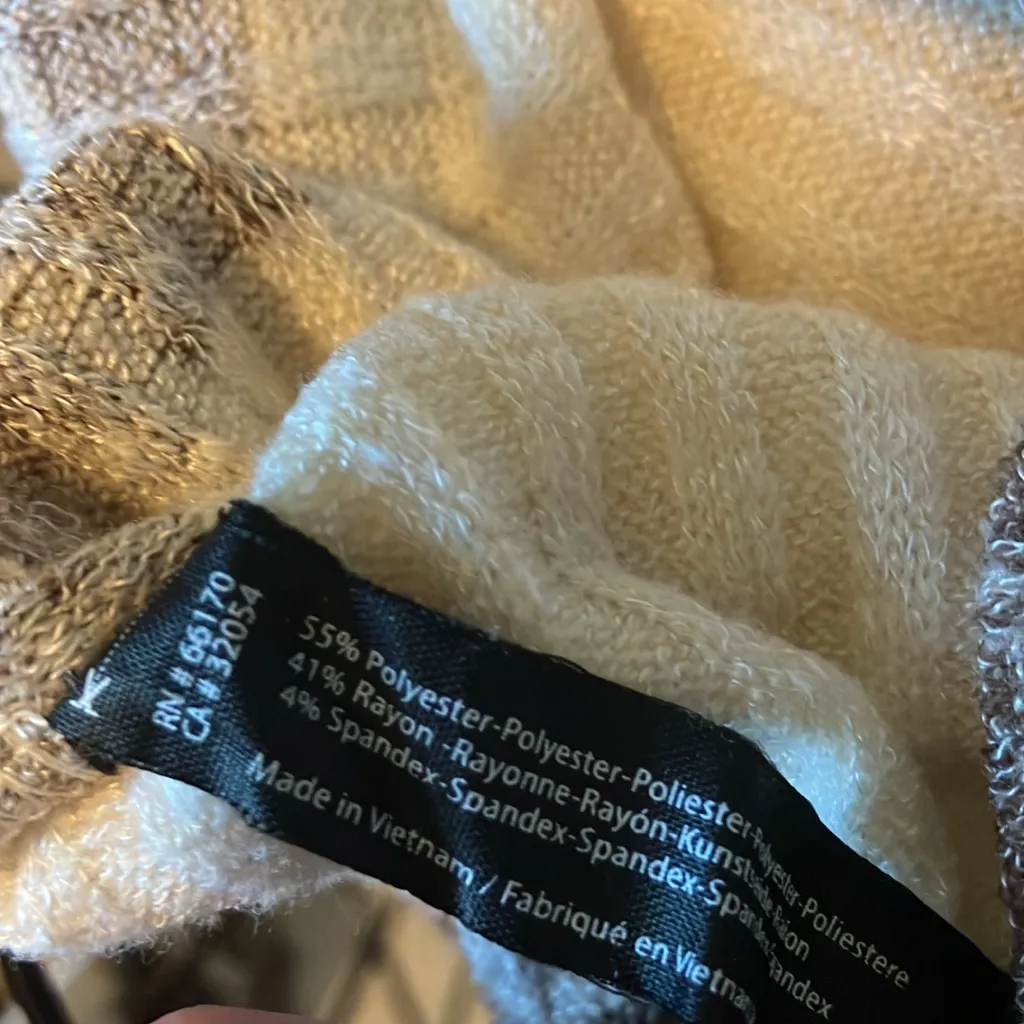 RN # 66170
CA # 32054
55% Polyester-Polyester-Poliester-Polyester-Poliestere
41% Rayon -Rayonne-Rayón-Kunstseide-Raion
4% Spandex-Spandex-Spandex-Spandex-Spandex
Made in Vietnam / Fabriqué en Vietnam